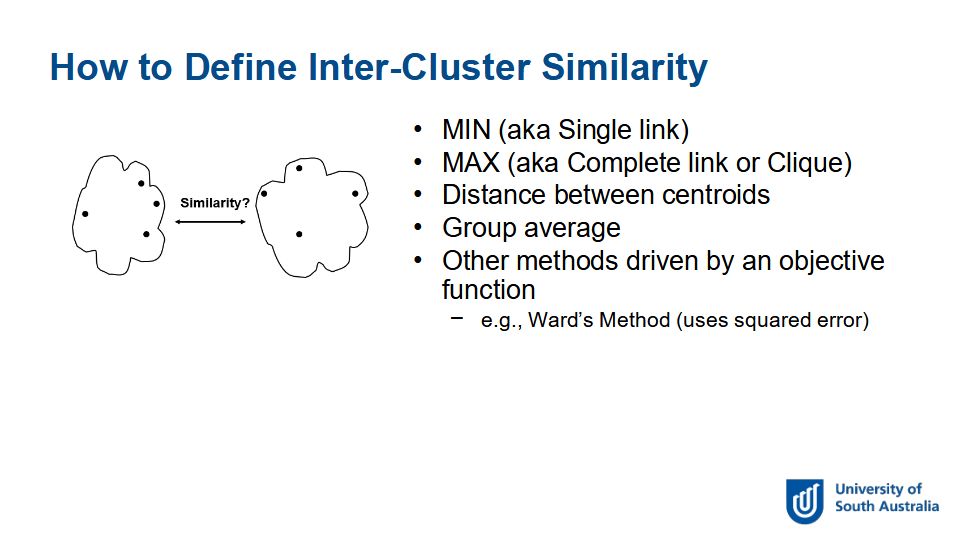 How to Define Inter-Cluster Similarity
Similarity?
• MIN (aka Single link)
• MAX (aka Complete link or Clique)
• Distance between centroids
• Group average
• Other methods driven by an objective
function
– e.g., Ward’s Method (uses squared error)
University of
South Australia